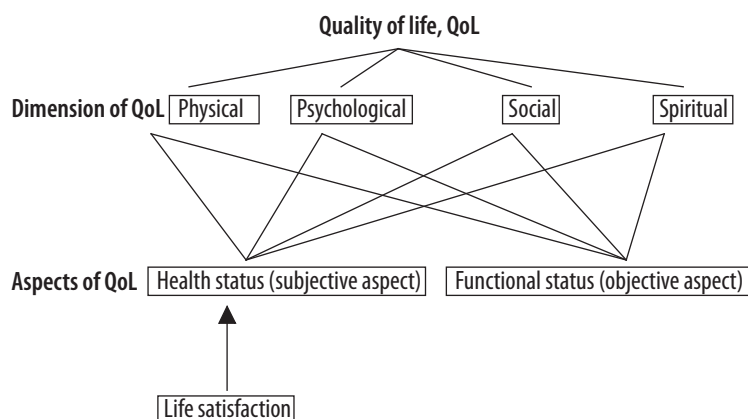 Quality of life, QoL
Dimension of QoL Physical Psychological Social Spiritual
Aspects of QoL Health status (subjective aspect) Functional status (objective aspect)
Life satisfaction